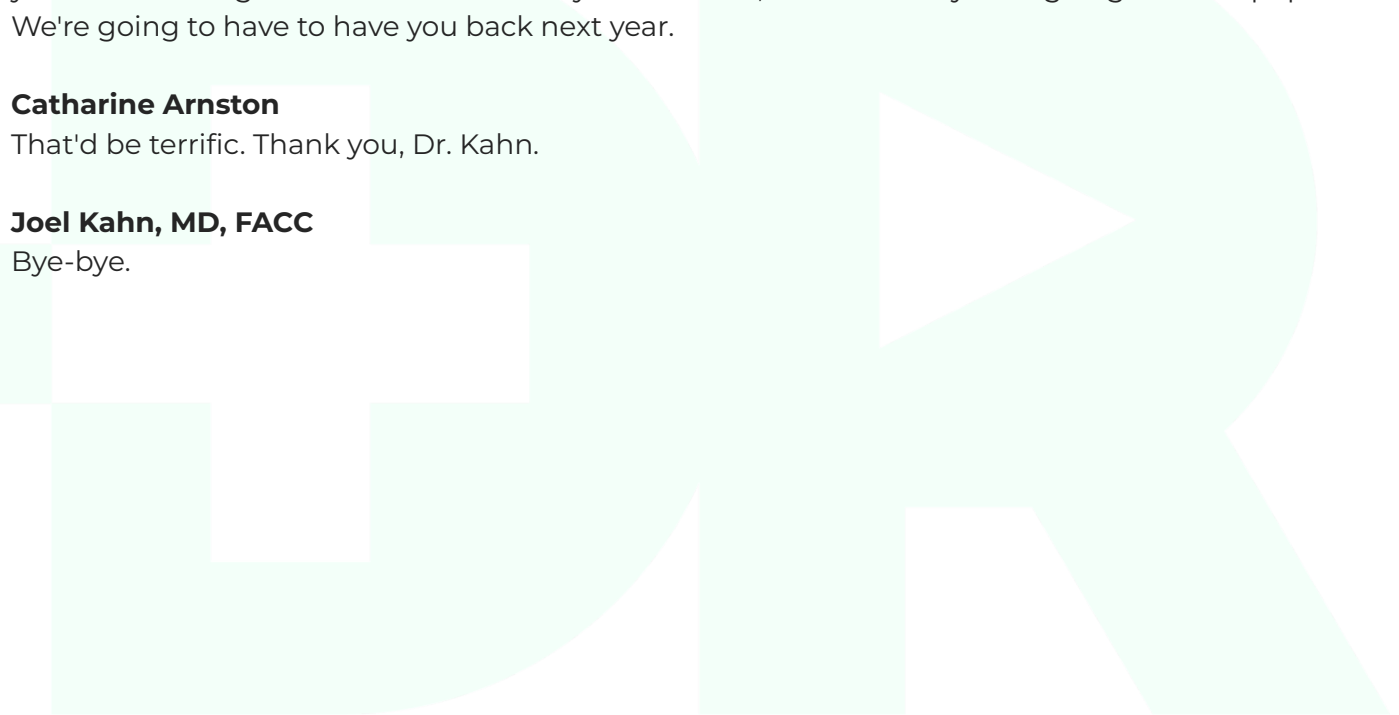 We're going to have to have you back next year.
Catharine Arnston
That'd be terrific. Thank you, Dr. Kahn.
Joel Kahn, MD, FACC
Bye-bye.
DR